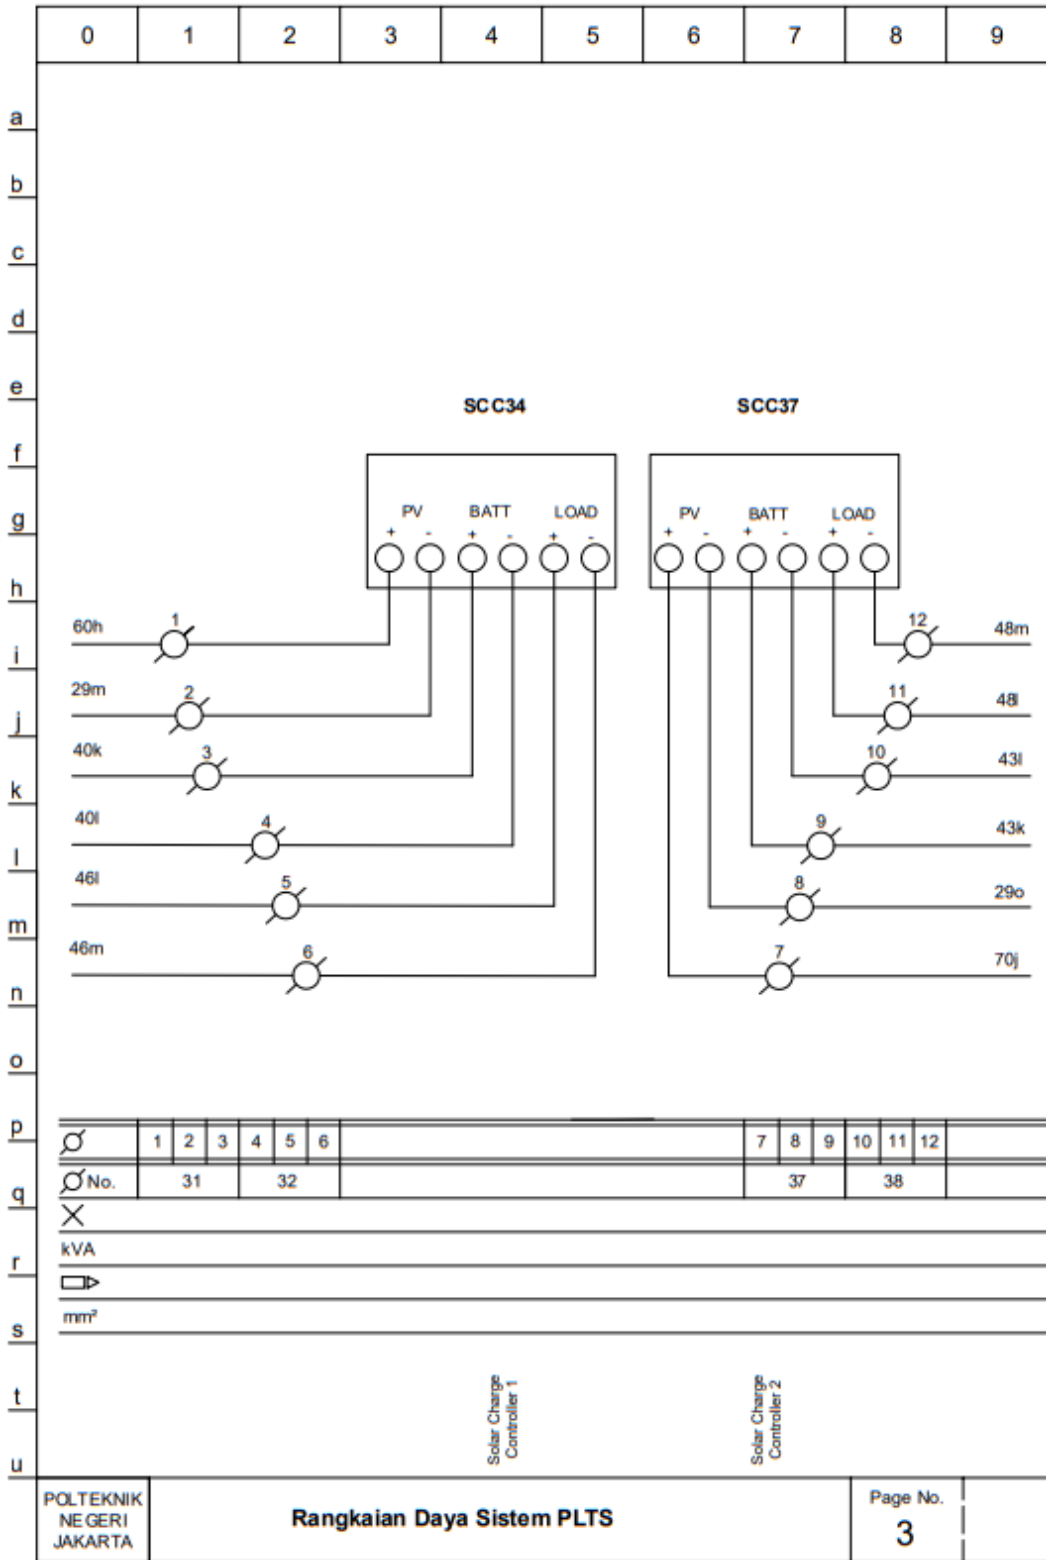 0 1 2 3 4 5 6 7 8 9
a
b
c
d
e
SCC34 SCC37
f
g
PV BATT LOAD PV BATT LOAD
+ - + - + - + - + - + -
h
60h 1 12 48m
i
29m 2 11 48l
j
40k 3 10 43l
k
40l 4 9 43k
l
46l 5 8 29o
m
46m 6 7 70j
n
o
p
1 2 3 4 5 6 7 8 9 10 11 12
No. 31 32 37 38
q
kVA
r
mm²
s
t
Solar Charge
Controller 1
Solar Charge
Controller 2
u
POLTEKNIK
NEGERI
JAKARTA
Rangkaian Daya Sistem PLTS
Page No.
3